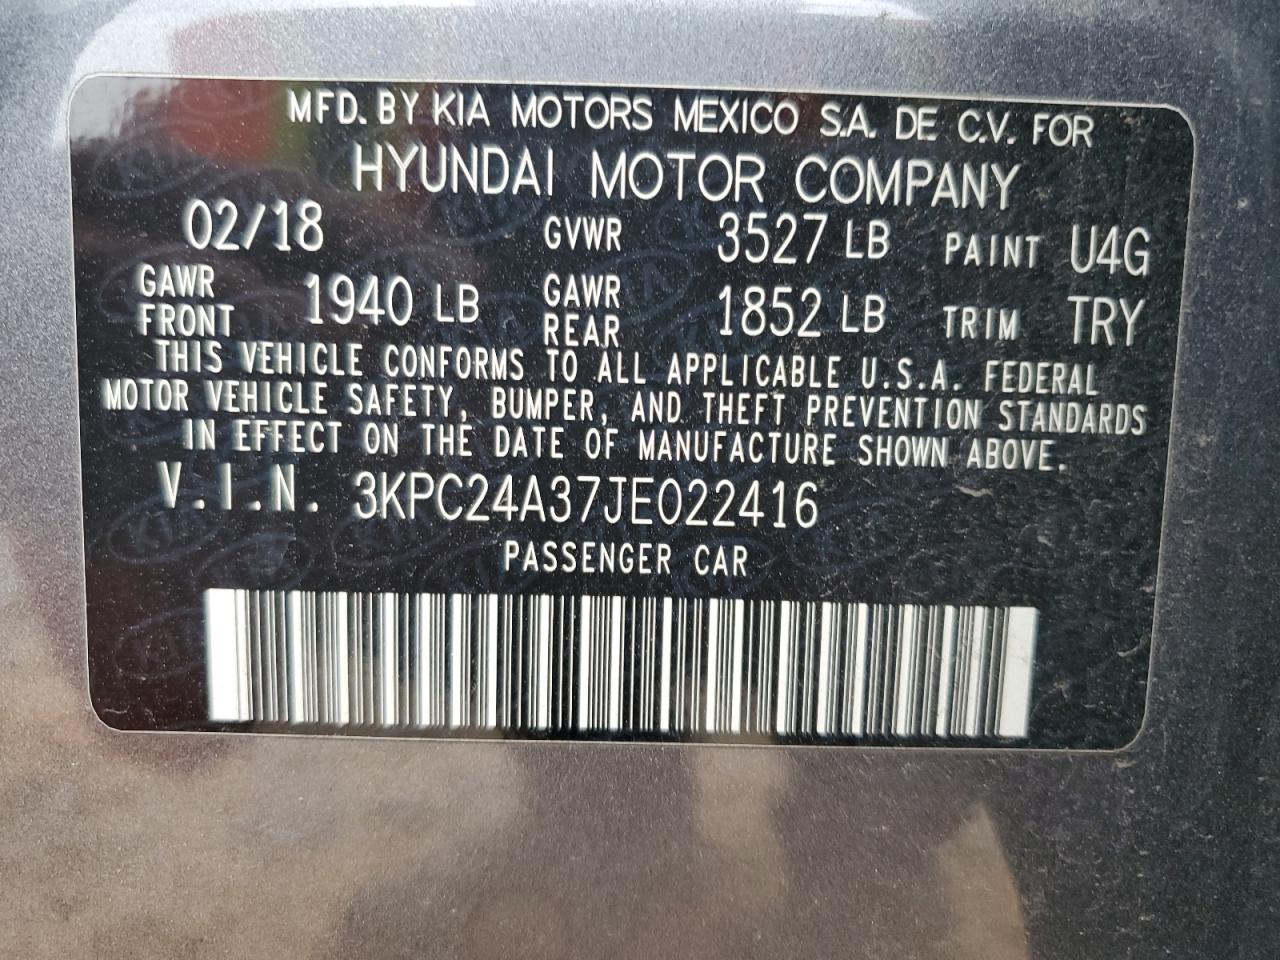 MFD. BY KIA MOTORS MEXICO S.A. DE C.V. FOR
HYUNDAI MOTOR COMPANY
02/18 GVWR 3527 LB PAINT U4G
GAWR FRONT 1940 LB GAWR REAR 1852 LB TRIM TRY
THIS VEHICLE CONFORMS TO ALL APPLICABLE U.S.A. FEDERAL
MOTOR VEHICLE SAFETY, BUMPER, AND THEFT PREVENTION STANDARDS
IN EFFECT ON THE DATE OF MANUFACTURE SHOWN ABOVE.
V.I.N. 3KPC24A37JE022416
PASSENGER CAR